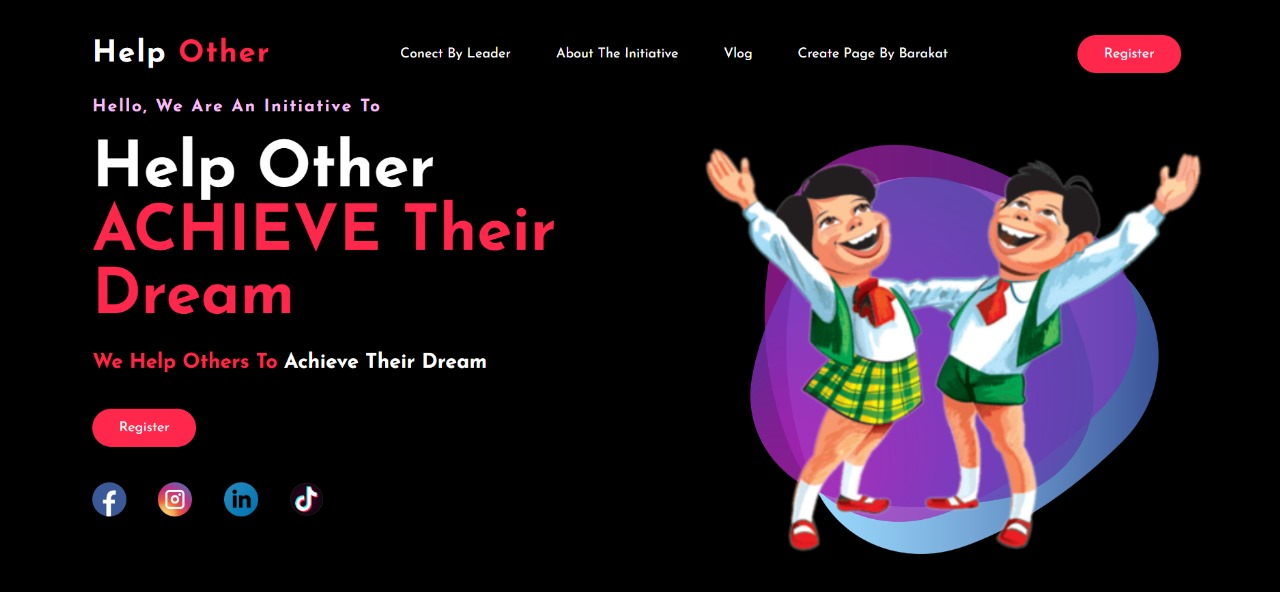 Help Other
Conect By Leader
About The Initiative
Vlog
Create Page By Barakat
Register
Hello, We Are An Initiative To
Help Other
ACHIEVE Their
Dream
We Help Others To Achieve Their Dream
Register